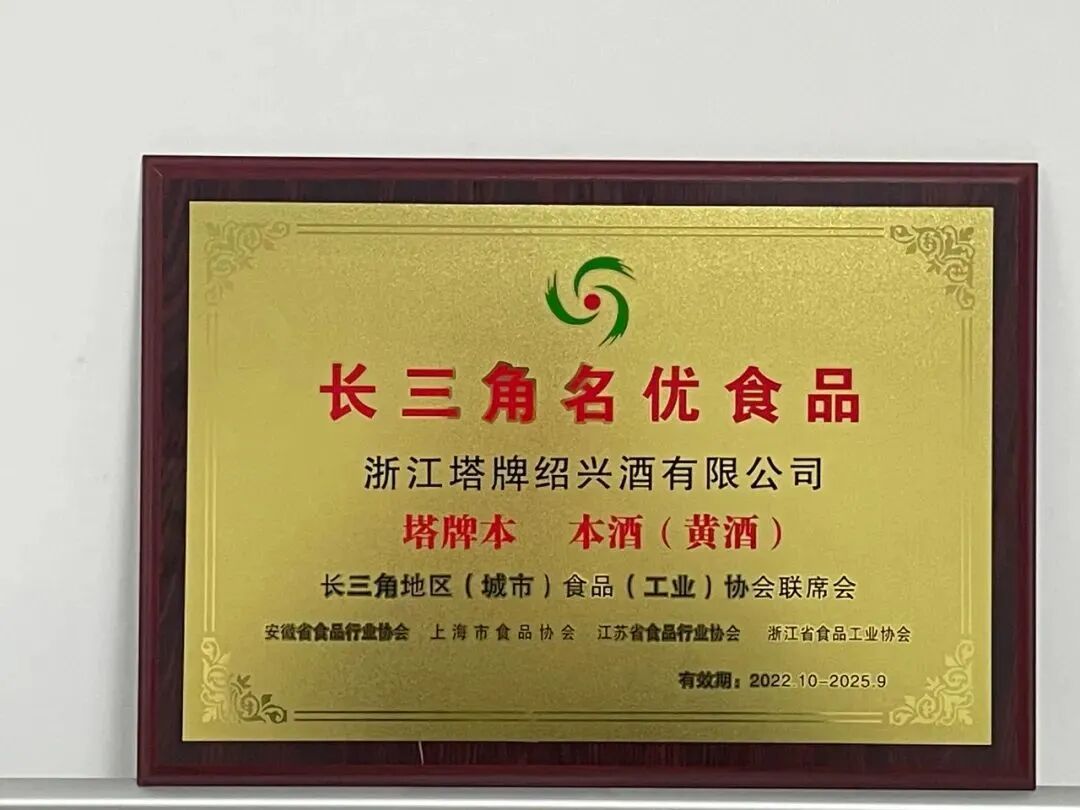 长三角名优食品
浙江塔牌绍兴酒有限公司
塔牌本 本酒（黄酒）
长三角地区（城市）食品（工业）协会联席会
安徽省食品行业协会 上海市食品协会 江苏省食品行业协会 浙江省食品工业协会
有效期：2022.10-2025.9